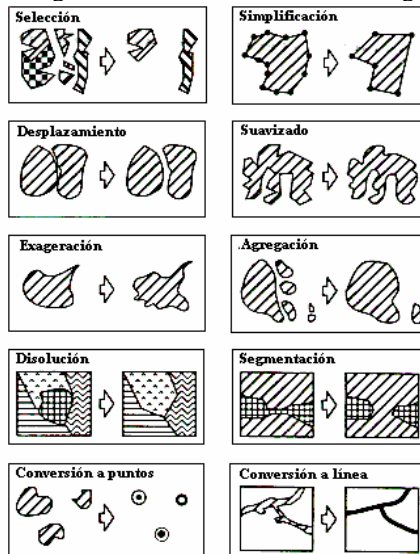 Selección
Simplificación
Desplazamiento
Suavizado
Exageración
.Agregación
Disolución
Segmentación
Conversión a puntos
Conversión a línea